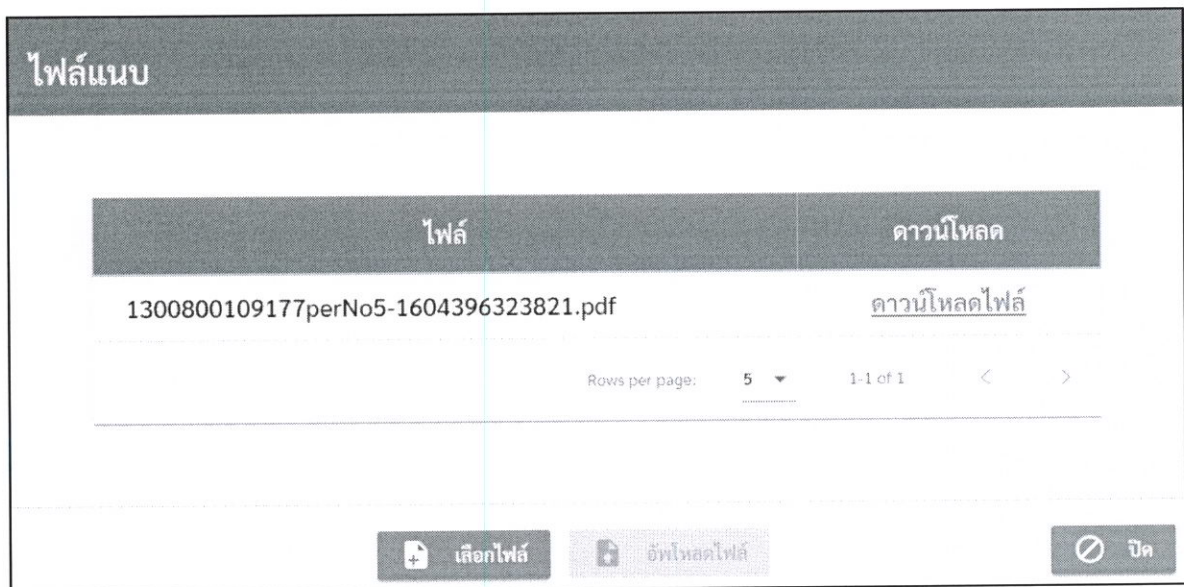 ไฟล์แนบ
ไฟล์ ดาวน์โหลด
1300800109177perNo5-1604396323821.pdf ดาวน์โหลดไฟล์
Rows per page: 5 1-1 of 1
เลือกไฟล์ อัพโหลดไฟล์ ปิด